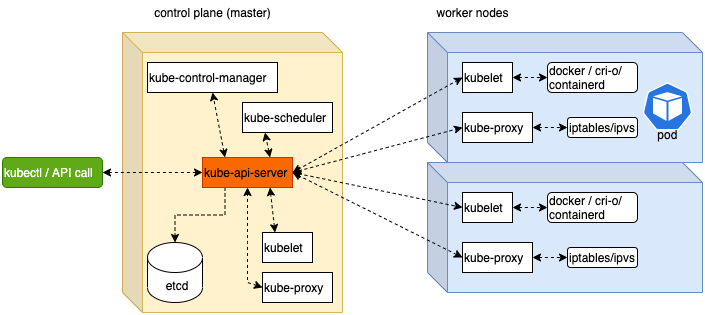 control plane (master)
worker nodes
kube-control-manager
kube-scheduler
kubectl / API call
kube-api-server
kubelet
etcd
kube-proxy
kubelet
docker / cri-o/
containerd
kube-proxy
iptables/ipvs
pod
kubelet
docker / cri-o/
containerd
kube-proxy
iptables/ipvs